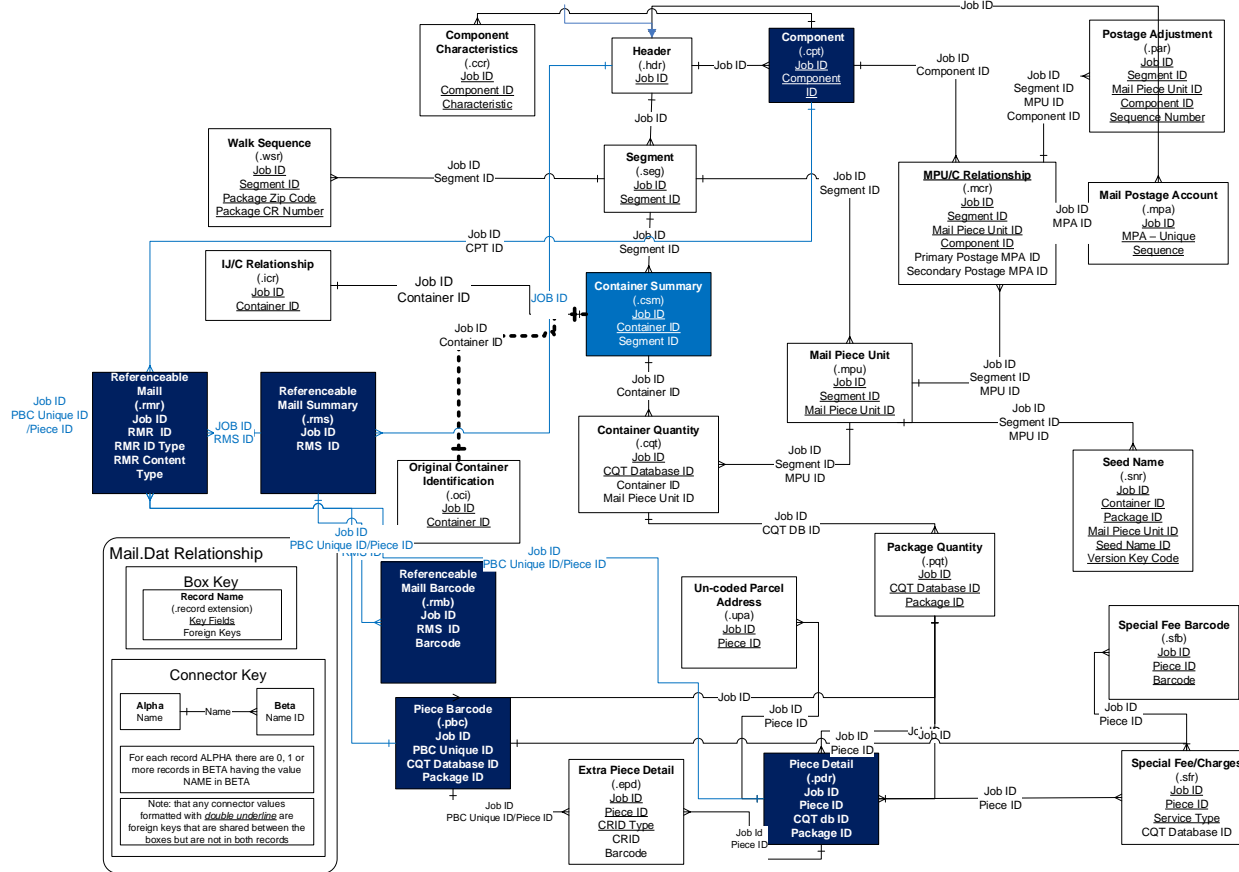 Job ID
Component
Characteristics
(.ccr)
Job ID
Component ID
Characteristic
Header
(.hdr)
Job ID
Job ID
Component
(.cpt)
Job ID
Component
ID
Job ID
Component ID
Job ID
Segment ID
MPU ID
Component ID
Postage Adjustment
(.par)
Job ID
Segment ID
Mail Piece Unit ID
Component ID
Sequence Number
Job ID
Walk Sequence
(.wsr)
Job ID
Segment ID
Package Zip Code
Package CR Number
Job ID
Segment ID
Segment
(.seg)
Job ID
Segment ID
Job ID
Segment ID
MPU/C Relationship
(.mcr)
Job ID
Segment ID
Mail Piece Unit ID
Component ID
Primary Postage MPA ID
Secondary Postage MPA ID
Job ID
MPA ID
Mail Postage Account
(.mpa)
Job ID
MPA – Unique
Sequence
Job ID
CPT ID
Job ID
Segment ID
IJ/C Relationship
(.icr)
Job ID
Container ID
Job ID
Container ID
JOB ID
Container Summary
(.csm)
Job ID
Container ID
Segment ID
Job ID
Container ID
Mail Piece Unit
(.mpu)
Job ID
Segment ID
Mail Piece Unit ID
Job ID
Segment ID
MPU ID
Job ID
PBC Unique ID
/Piece ID
Referenceable
Maill
(.rmr)
Job ID
RMR ID
RMR ID Type
RMR Content
Type
JOB ID
RMS ID
Referenceable
Maill Summary
(.rms)
Job ID
RMS ID
Job ID
Container ID
Container Quantity
(.cqt)
Job ID
CQT Database ID
Container ID
Mail Piece Unit ID
Job ID
Segment ID
MPU ID
Job ID
Segment ID
MPU ID
Seed Name
(.snr)
Job ID
Container ID
Package ID
Mail Piece Unit ID
Seed Name ID
Version Key Code
Original Container
Identification
(.oci)
Job ID
Container ID
Job ID
CQT DB ID
Job ID
PBC Unique ID/Piece ID
Job ID
PBC Unique ID/Piece ID
Package Quantity
(.pqt)
Job ID
CQT Database ID
Package ID
Mail.Dat Relationship
Box Key
Record Name
(.record extension)
Key Fields
Foreign Keys
Referenceable
Maill Barcode
(.rmb)
Job ID
RMS ID
Barcode
Un-coded Parcel
Address
(.upa)
Job ID
Piece ID
Special Fee Barcode
(.sfb)
Job ID
Piece ID
Barcode
Connector Key
Alpha
Name
Name
Beta
Name ID
For each record ALPHA there are 0, 1 or
more records in BETA having the value
NAME in BETA
Note: that any connector values
formatted with double underline are
foreign keys that are shared between the
boxes but are not in both records
Job ID
Piece Barcode
(.pbc)
Job ID
PBC Unique ID
CQT Database ID
Package ID
Job ID
Piece ID
Job ID
Piece ID
Job ID
Job ID
Piece ID
Job ID
PBC Unique ID/Piece ID
Extra Piece Detail
(.epd)
Job ID
Piece ID
CRID Type
CRID
Barcode
Job Id
Piece ID
Piece Detail
(.pdr)
Job ID
Piece ID
CQT db ID
Package ID
Job ID
Piece ID
Special Fee/Charges
(.sfr)
Job ID
Piece ID
Service Type
CQT Database ID